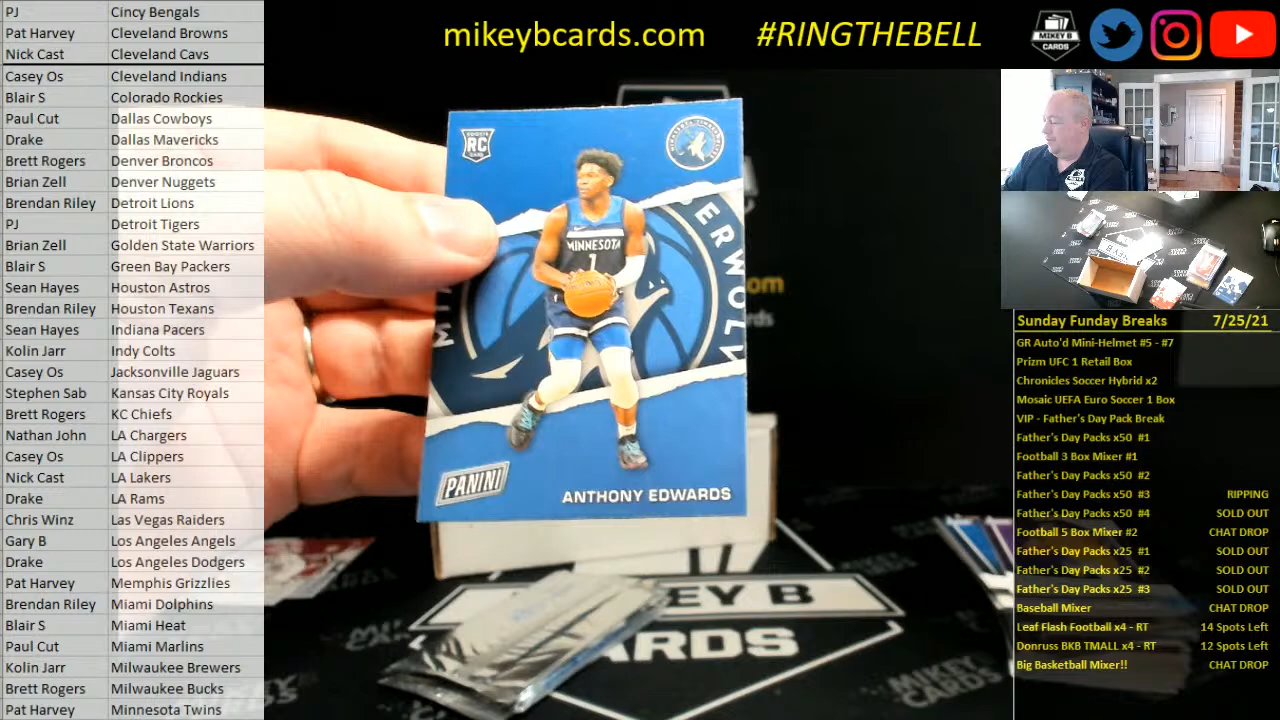 PJ Cincy Bengals
Pat Harvey Cleveland Browns
Nick Cast Cleveland Cavs
Casey Os Cleveland Indians
Blair S Colorado Rockies
Paul Cut Dallas Cowboys
Drake Dallas Mavericks
Brett Rogers Denver Broncos
Brian Zell Denver Nuggets
Brendan Riley Detroit Lions
PJ Detroit Tigers
Brian Zell Golden State Warriors
Blair S Green Bay Packers
Sean Hayes Houston Astros
Brendan Riley Houston Texans
Sean Hayes Indiana Pacers
Kolin Jarr Indy Colts
Casey Os Jacksonville Jaguars
Stephen Sab Kansas City Royals
Brett Rogers KC Chiefs
Nathan John LA Chargers
Casey Os LA Clippers
Nick Cast LA Lakers
Drake LA Rams
Chris Winz Las Vegas Raiders
Gary B Los Angeles Angels
Drake Los Angeles Dodgers
Pat Harvey Memphis Grizzlies
Brendan Riley Miami Dolphins
Blair S Miami Heat
Paul Cut Miami Marlins
Kolin Jarr Milwaukee Brewers
Brett Rogers Milwaukee Bucks
Pat Harvey Minnesota Twins
mikeybcards.com #RINGTHEBELL
MIKEY B
CARDS
RC
MINNESOTA
1
ERWOLV
PANINI
ANTHONY EDWARDS
om
rds
EY B
CARDS
MIKEY
CARDS
Sunday Funday Breaks 7/25/21
GR Auto'd Mini-Helmet #5 - #7
Prizm UFC 1 Retail Box
Chronicles Soccer Hybrid x2
Mosaic UEFA Euro Soccer 1 Box
VIP - Father's Day Pack Break
Father's Day Packs x50 #1
Football 3 Box Mixer #1
Father's Day Packs x50 #2
Father's Day Packs x50 #3 RIPPING
Father's Day Packs x50 #4 SOLD OUT
Football 5 Box Mixer #2 CHAT DROP
Father's Day Packs x25 #1 SOLD OUT
Father's Day Packs x25 #2 SOLD OUT
Father's Day Packs x25 #3 SOLD OUT
Baseball Mixer CHAT DROP
Leaf Flash Football x4 - RT 14 Spots Left
Donruss BKB TMALL x4 - RT 12 Spots Left
Big Basketball Mixer!! CHAT DROP